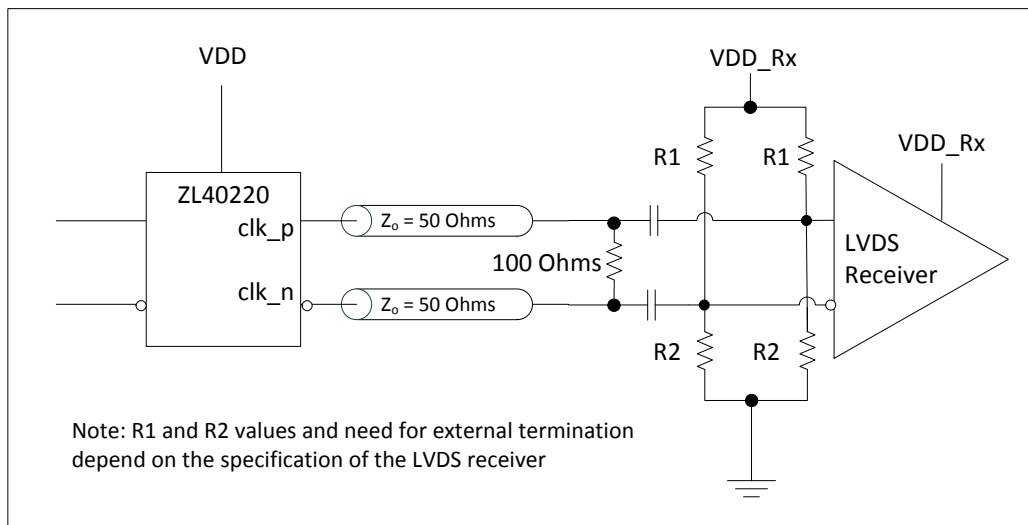 VDD
VDD_Rx
VDD_Rx
R1
R1
ZL40220
clk_p
Z₀ = 50 Ohms
100 Ohms
LVDS
Receiver
clk_n
Z₀ = 50 Ohms
R2
R2
Note: R1 and R2 values and need for external termination
depend on the specification of the LVDS receiver